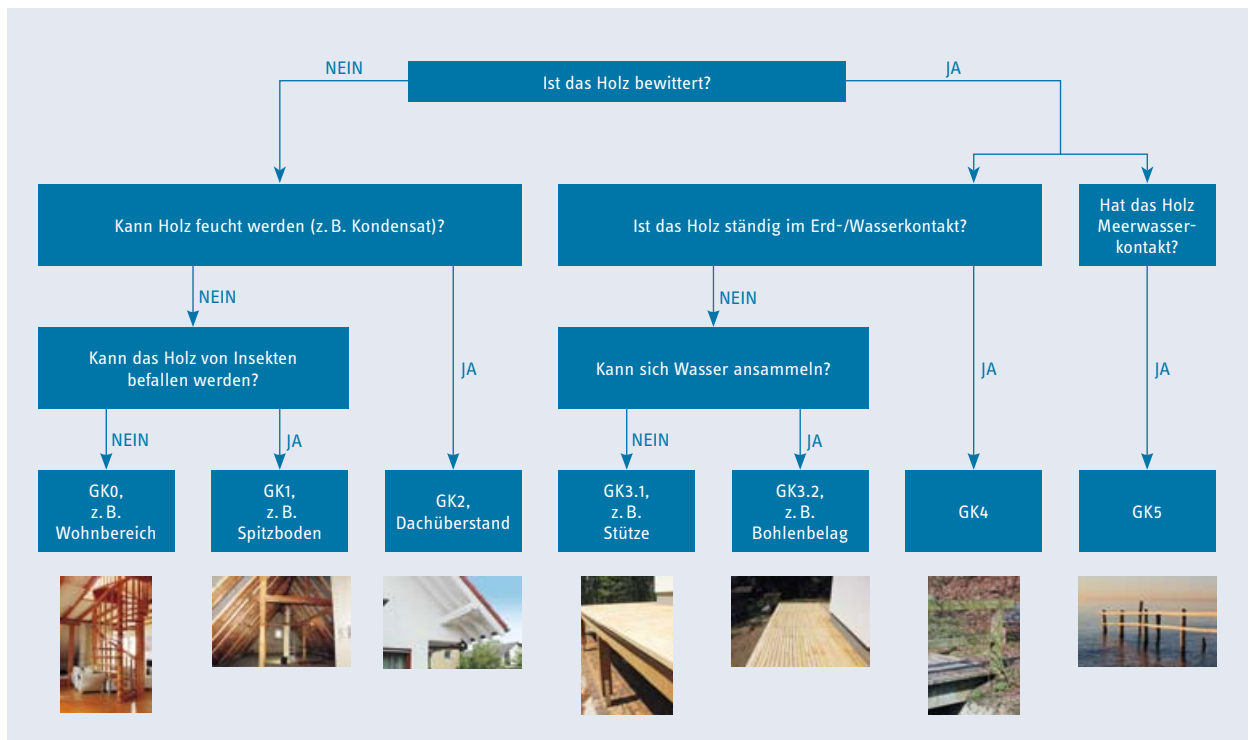 Ist das Holz bewittert?
NEIN
JA
Kann Holz feucht werden (z. B. Kondensat)?
Ist das Holz ständig im Erd-/Wasserkontakt?
Hat das Holz
Meerwasser-
kontakt?
NEIN
NEIN
Kann das Holz von Insekten
befallen werden?
JA
Kann sich Wasser ansammeln?
JA
JA
NEIN
JA
NEIN
JA
GK0,
z. B.
Wohnbereich
GK1,
z. B.
Spitzboden
GK2,
Dachüberstand
GK3.1,
z. B.
Stütze
GK3.2,
z. B.
Bohlenbelag
GK4
GK5